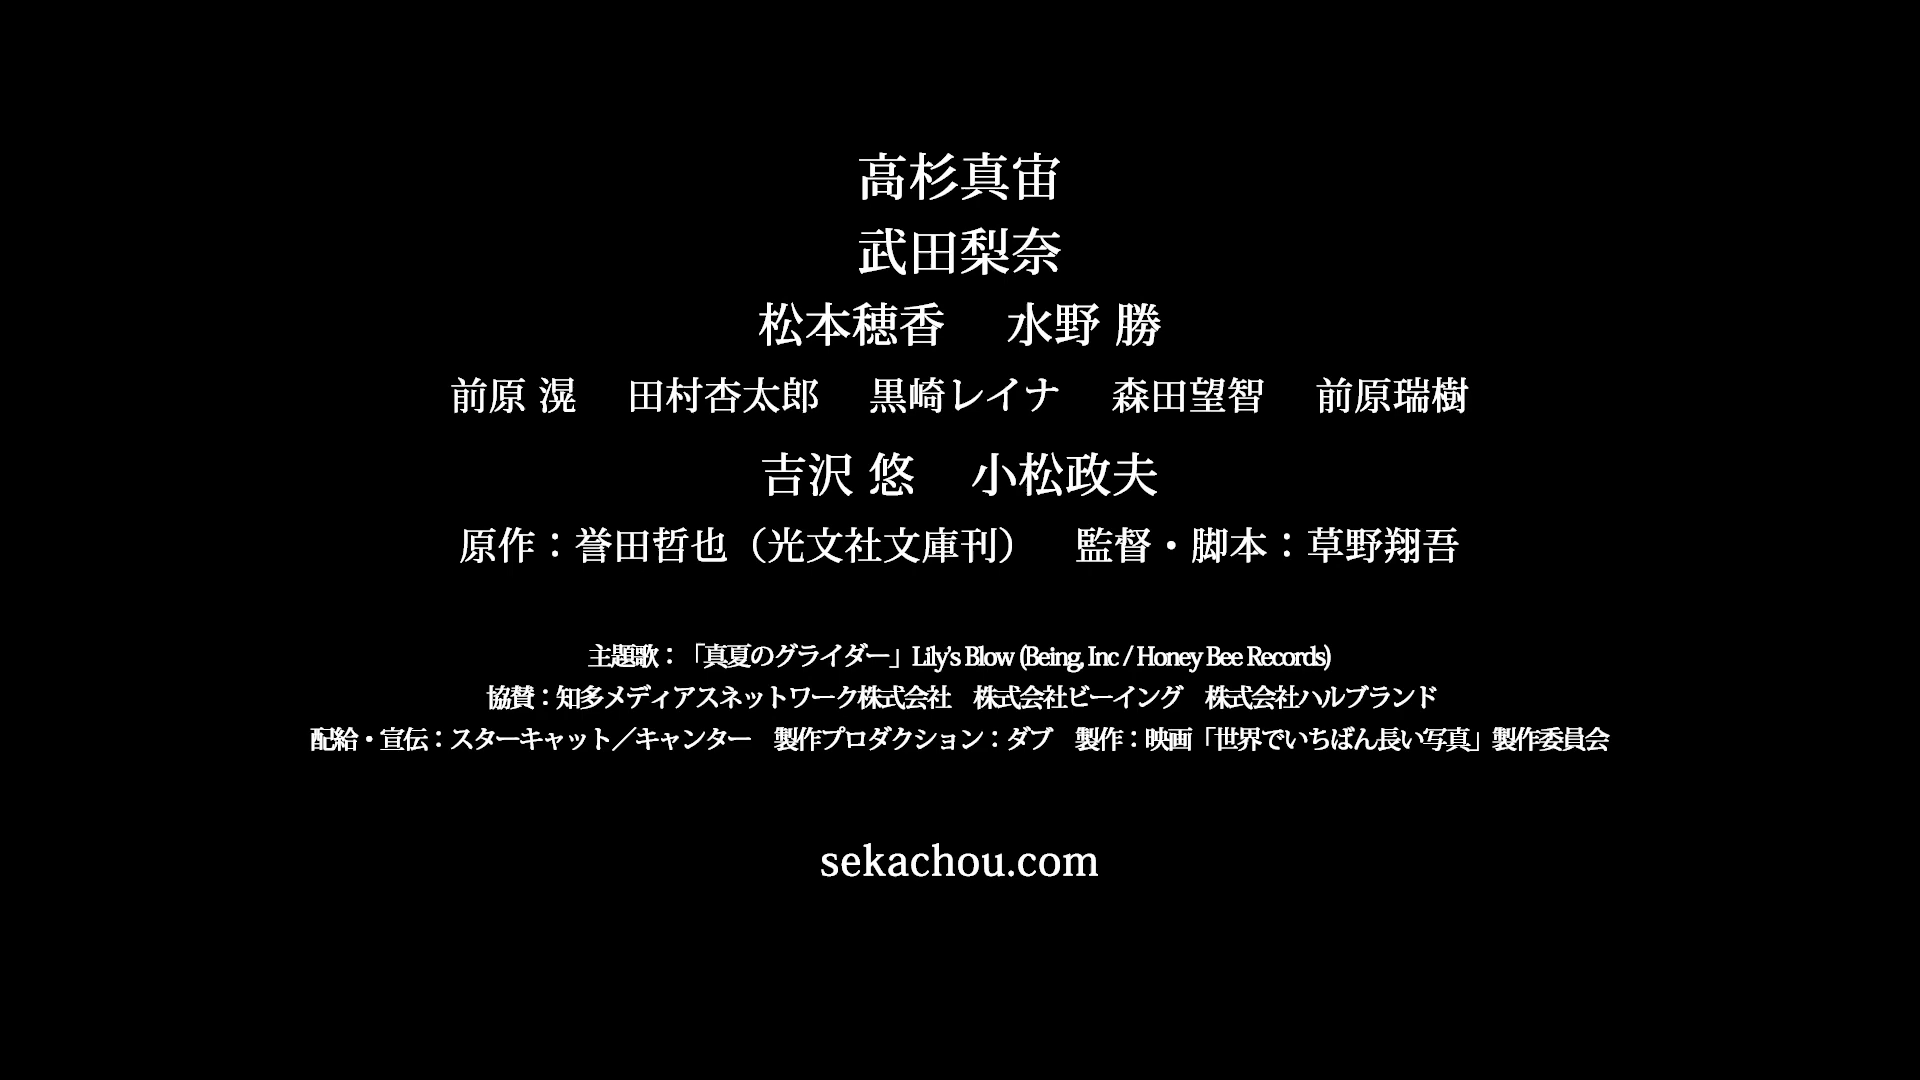 高杉真宙
武田梨奈
松本穂香　水野 勝
前原 滉　田村杏太郎　黒崎レイナ　森田望智　前原瑞樹
吉沢 悠　小松政夫
原作：誉田哲也（光文社文庫刊）　監督・脚本：草野翔吾
主題歌：「真夏のグライダー」Lily's Blow (Being, Inc / Honey Bee Records)
協賛：知多メディアスネットワーク株式会社　株式会社ビーイング　株式会社ハルブランド
配給・宣伝：スターキャット／キャンター　製作プロダクション：ダブ　製作：映画「世界でいちばん長い写真」製作委員会
sekachou.com